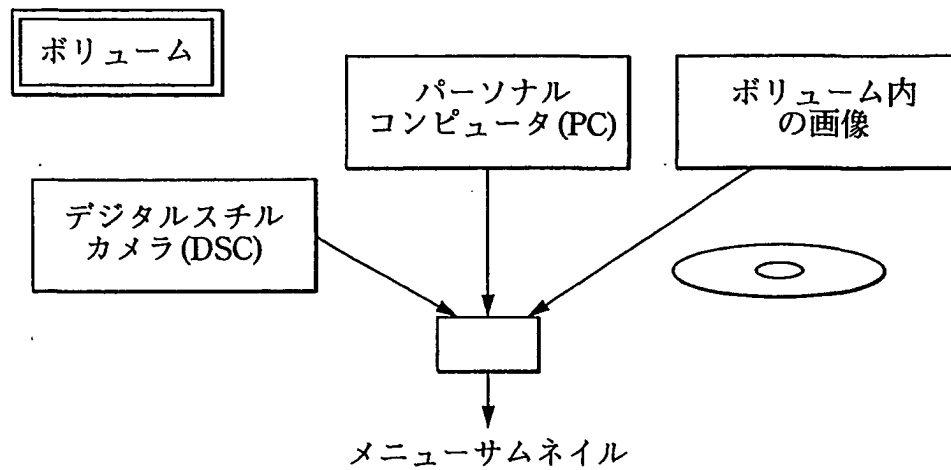 ボリューム
パーソナル
コンピュータ(PC)
ボリューム内
の画像
デジタルスチル
カメラ(DSC)
メニューサムネイル